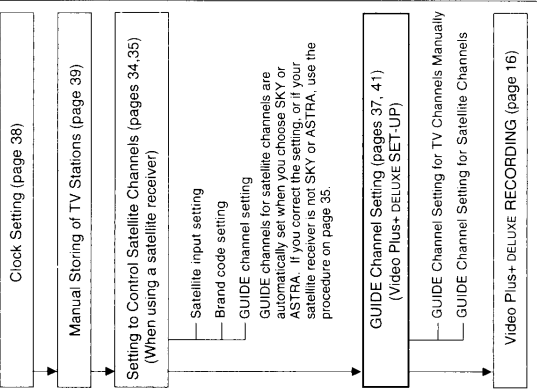 Clock Setting (page 38)
Manual Storing of TV Stations (page 39)
Setting to Control Satellite Channels (pages 34,35)
(When using a satellite receiver)
Satellite input setting
Brand code setting
GUIDE channel setting
GUIDE channels for satellite channels are
automatically set when you choose SKY or
ASTRA. If you correct the setting, or if your
satellite receiver is not SKY or ASTRA, use the
procedure on page 35.
GUIDE Channel Setting (pages 37, 41)
(Video Plus+ DELUXE SET-UP)
GUIDE Channel Setting for TV Channels Manually
GUIDE Channel Setting for Satellite Channels
Video Plus+ DELUXE RECORDING (page 16)